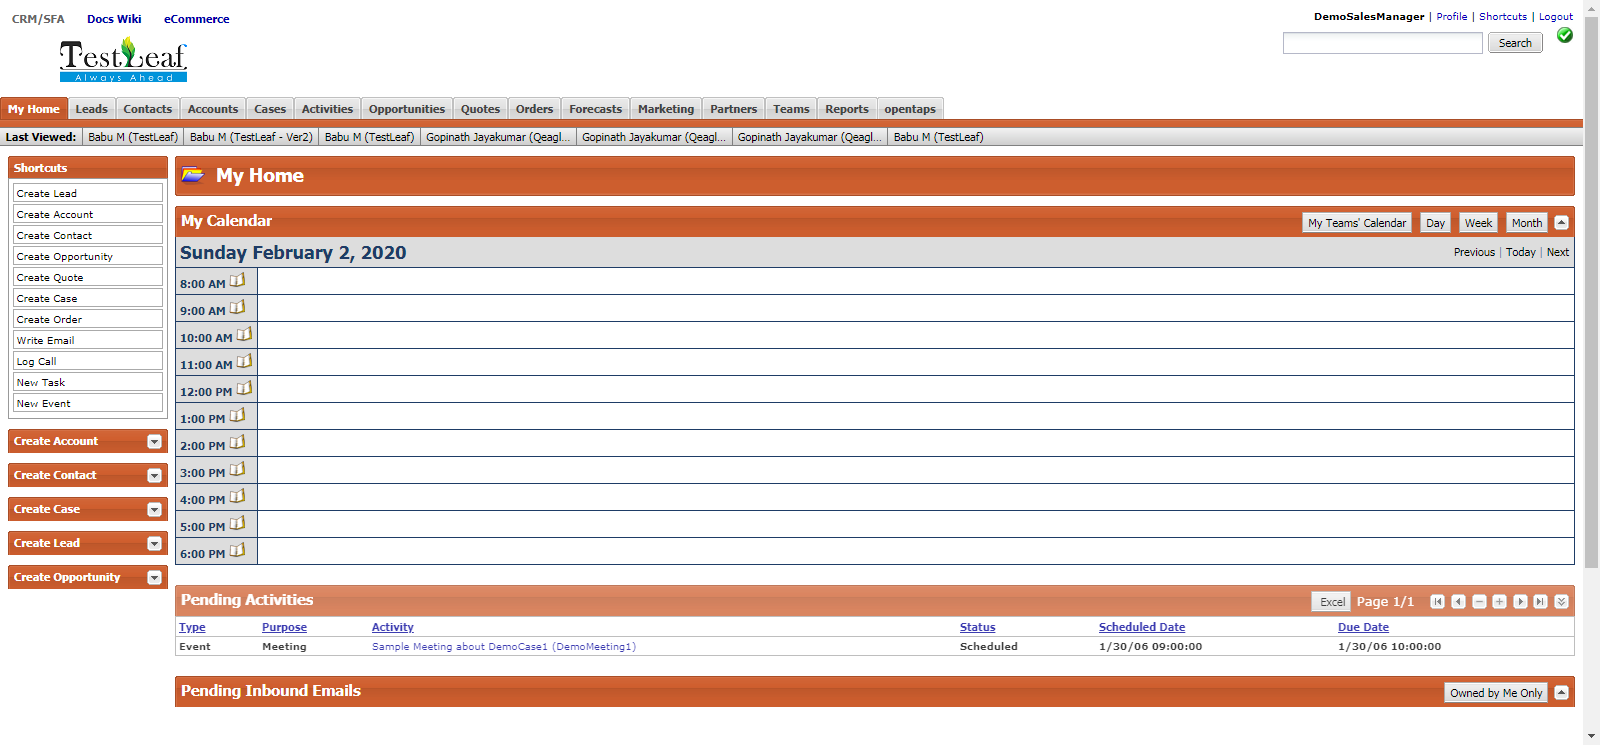 CRM/SFA Docs Wiki eCommerce
DemoSalesManager | Profile | Shortcuts | Logout
Search
TestLeaf
Always Ahead
My Home Leads Contacts Accounts Cases Activities Opportunities Quotes Orders Forecasts Marketing Partners Teams Reports opentaps
Last Viewed: Babu M (TestLeaf) Babu M (TestLeaf - Ver2) Babu M (TestLeaf) Gopinath Jayakumar (Qeagl... Gopinath Jayakumar (Qeagl... Gopinath Jayakumar (Qeagl... Babu M (TestLeaf)
Shortcuts
Create Lead
Create Account
Create Contact
Create Opportunity
Create Quote
Create Case
Create Order
Write Email
Log Call
New Task
New Event
Create Account
Create Contact
Create Case
Create Lead
Create Opportunity
My Home
My Calendar My Teams' Calendar Day Week Month
Sunday February 2, 2020 Previous | Today | Next
8:00 AM
9:00 AM
10:00 AM
11:00 AM
12:00 PM
1:00 PM
2:00 PM
3:00 PM
4:00 PM
5:00 PM
6:00 PM
Pending Activities Excel Page 1/1
Type Purpose Activity Status Scheduled Date Due Date
Event Meeting Sample Meeting about DemoCase1 (DemoMeeting1) Scheduled 1/30/06 09:00:00 1/30/06 10:00:00
Pending Inbound Emails Owned by Me Only